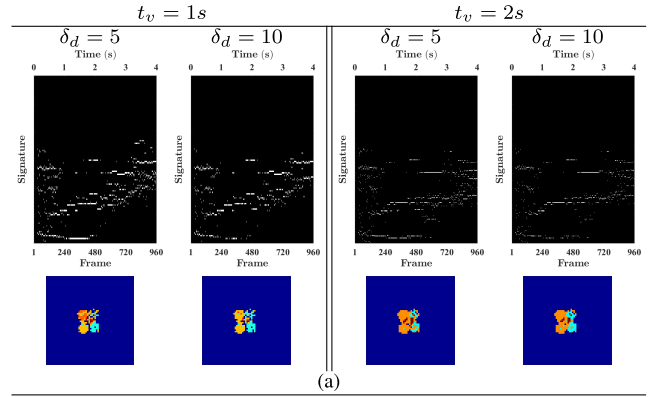 t_v = 1s t_v = 2s
δ_d = 5 δ_d = 10 δ_d = 5 δ_d = 10
Time (s) Time (s) Time (s) Time (s)
0 1 2 3 4 0 1 2 3 4 0 1 2 3 4 0 1 2 3 4
Signature Signature Signature Signature
1 240 480 720 960 1 240 480 720 960 1 240 480 720 960 1 240 480 720 960
Frame Frame Frame Frame
(a)